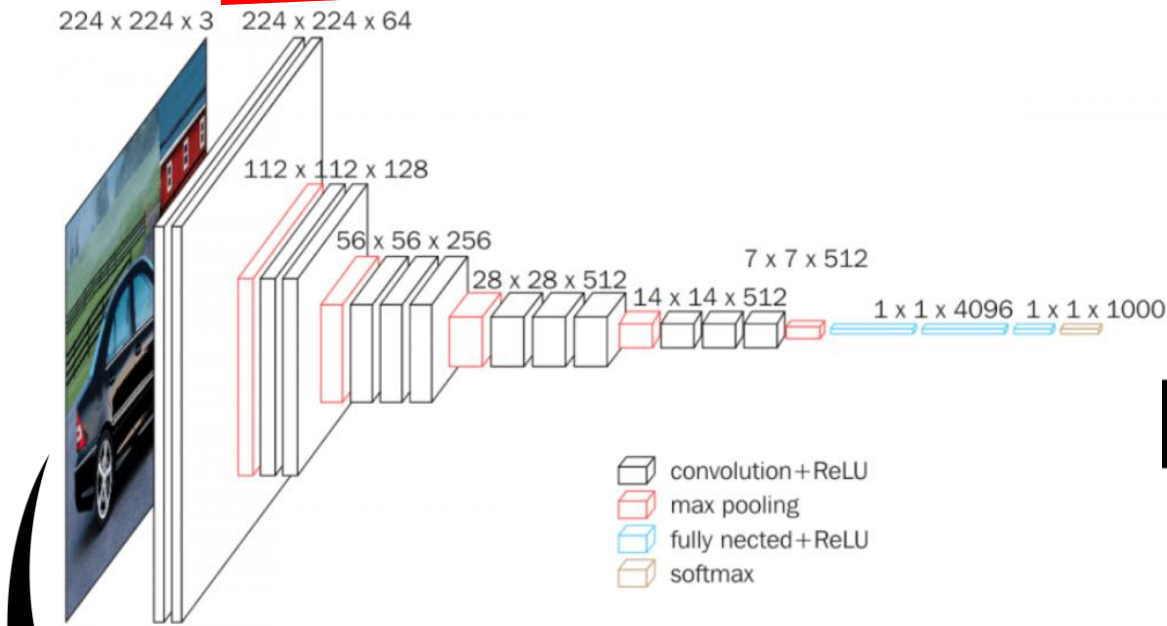 224 x 224 x 3
224 x 224 x 64
112 x 112 x 128
56 x 56 x 256
28 x 28 x 512
14 x 14 x 512
7 x 7 x 512
1 x 1 x 4096
1 x 1 x 1000
convolution+ReLU
max pooling
fully nected+ReLU
softmax